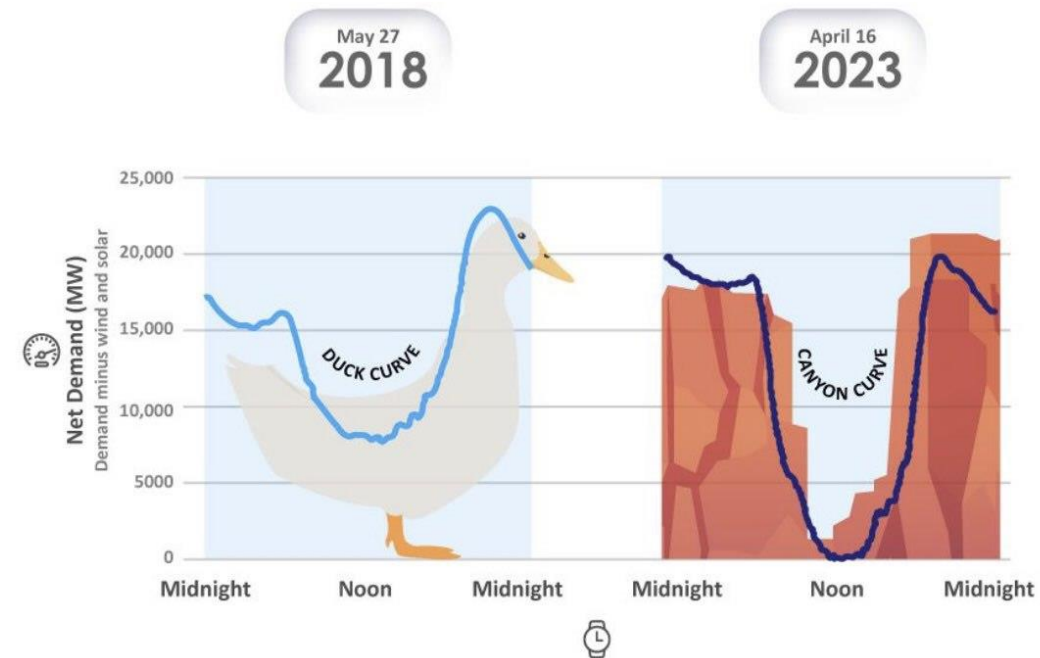 May 27
2018
April 16
2023
Net Demand (MW)
Demand minus wind and solar
25,000
20,000
15,000
10,000
5000
0
DUCK CURVE
CANYON CURVE
Midnight
Noon
Midnight
Midnight
Noon
Midnight